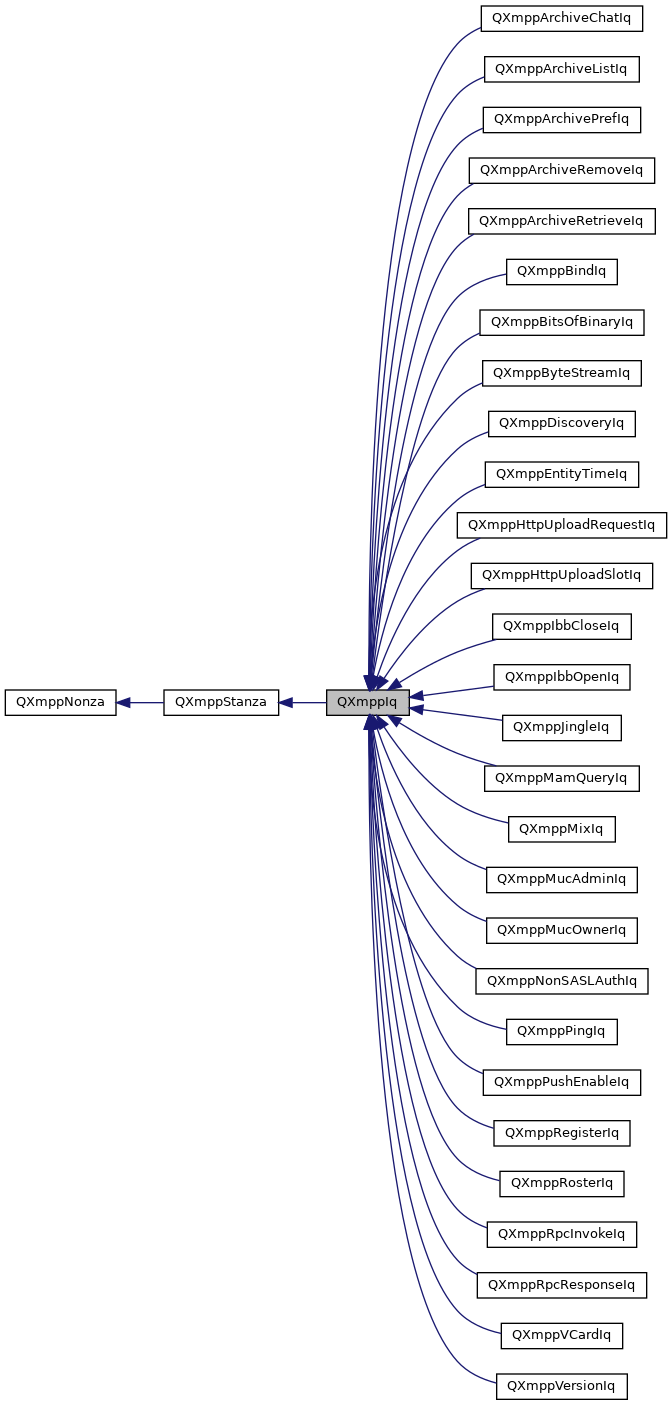 QXmppArchiveChatIq
QXmppArchiveListIq
QXmppArchivePrefIq
QXmppArchiveRemoveIq
QXmppArchiveRetrieveIq
QXmppBindIq
QXmppBitsOfBinaryIq
QXmppByteStreamIq
QXmppDiscoveryIq
QXmppEntityTimeIq
QXmppHttpUploadRequestIq
QXmppHttpUploadSlotIq
QXmppIbbCloseIq
QXmppIbbOpenIq
QXmppNonza
QXmppStanza
QXmppIq
QXmppJingleIq
QXmppMamQueryIq
QXmppMixIq
QXmppMucAdminIq
QXmppMucOwnerIq
QXmppNonSASLAuthIq
QXmppPingIq
QXmppPushEnableIq
QXmppRegisterIq
QXmppRosterIq
QXmppRpcInvokeIq
QXmppRpcResponseIq
QXmppVCardIq
QXmppVersionIq